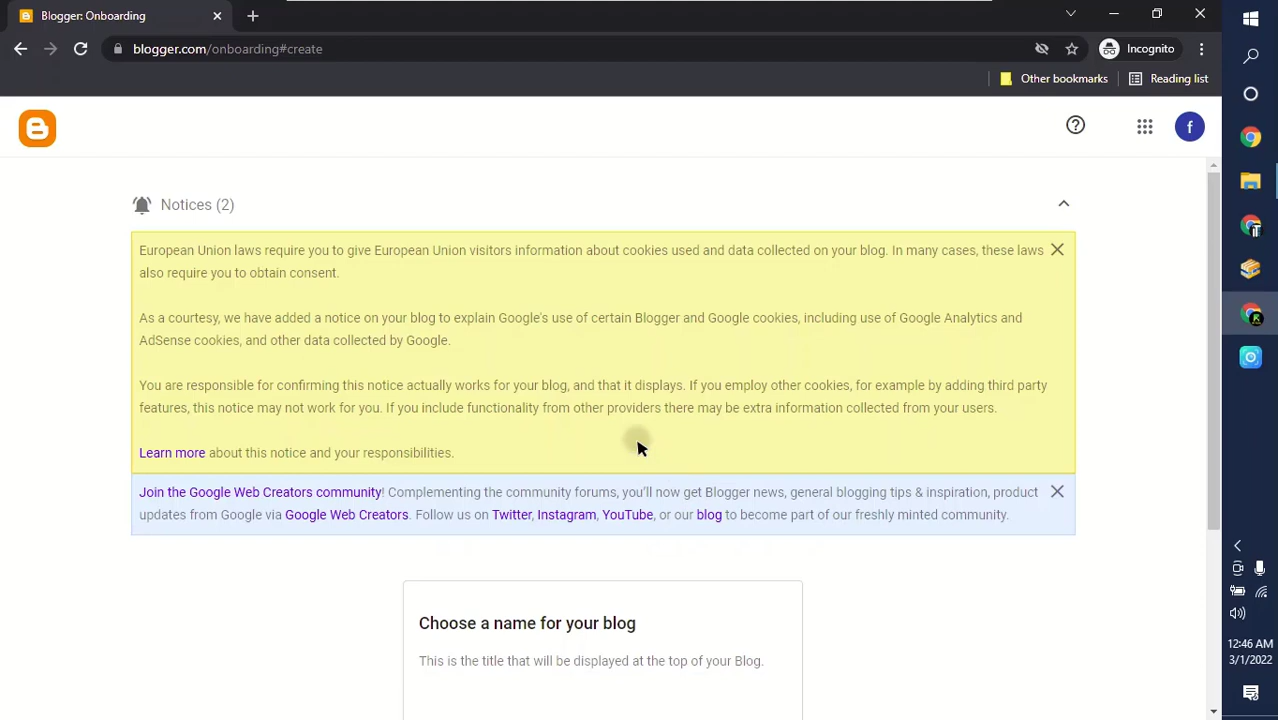 Blogger: Onboarding
blogger.com/onboarding#create
Incognito
Other bookmarks
Reading list
f
Notices (2)
European Union laws require you to give European Union visitors information about cookies used and data collected on your blog. In many cases, these laws
also require you to obtain consent.
As a courtesy, we have added a notice on your blog to explain Google's use of certain Blogger and Google cookies, including use of Google Analytics and
AdSense cookies, and other data collected by Google.
You are responsible for confirming this notice actually works for your blog, and that it displays. If you employ other cookies, for example by adding third party
features, this notice may not work for you. If you include functionality from other providers there may be extra information collected from your users.
Learn more about this notice and your responsibilities.
Join the Google Web Creators community! Complementing the community forums, you'll now get Blogger news, general blogging tips & inspiration, product
updates from Google via Google Web Creators. Follow us on Twitter, Instagram, YouTube, or our blog to become part of our freshly minted community.
Choose a name for your blog
This is the title that will be displayed at the top of your Blog.
12:46 AM
3/1/2022